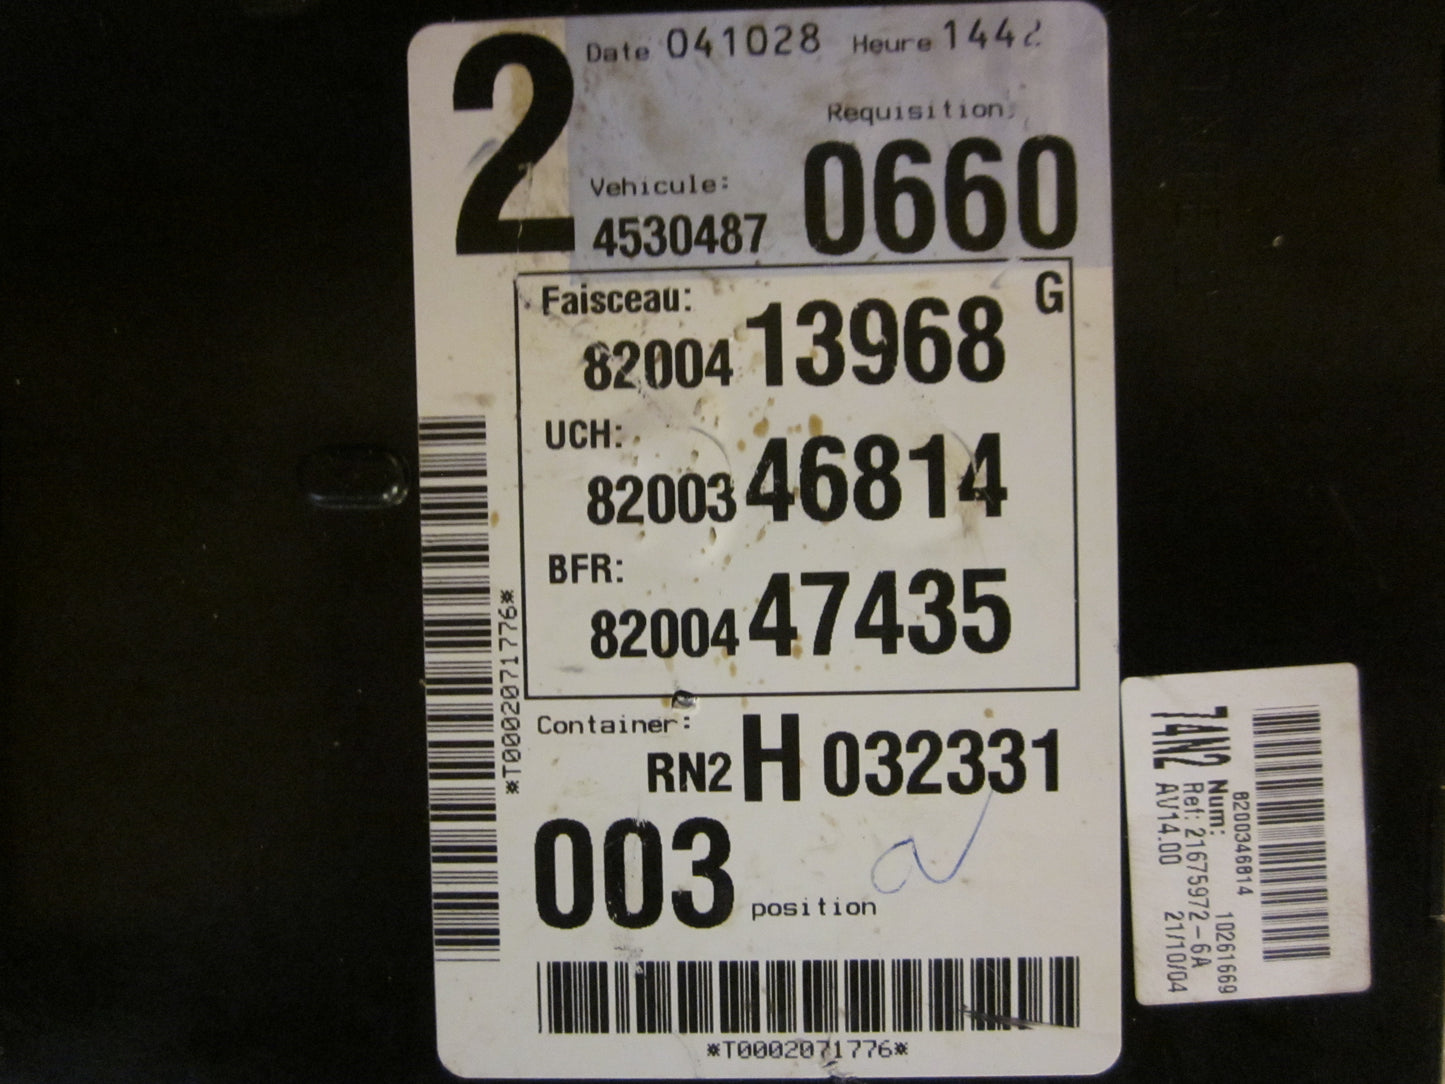 2
Date 041028 Heure 1442
Requisition:
Vehicule:
4530487 0660
Faisceau: G
82004 13968
UCH:
82003 46814
BFR:
82004 47435
Container:
RN2 H 032331
003 position
*T0002071776*
*T0002071776*
8200346814
74N2 Num: 10261669
Ref: 21675972-6A
AV14.00 21/10/04